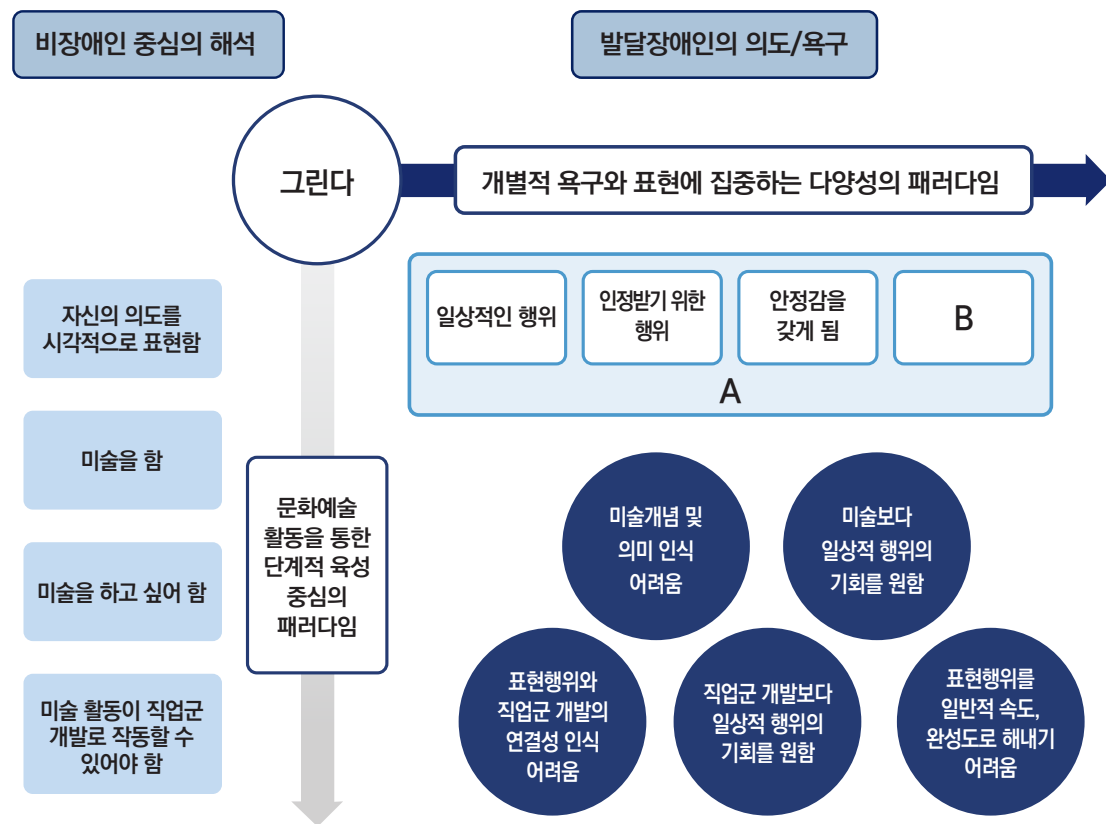 비장애인 중심의 해석
발달장애인의 의도/욕구
그린다
개별적 욕구와 표현에 집중하는 다양성의 패러다임
자신의 의도를
시각적으로 표현함
미술을 함
미술을 하고 싶어 함
미술 활동이 직업군
개발로 작동할 수
있어야 함
문화예술
활동을 통한
단계적 육성
중심의
패러다임
일상적인 행위
인정받기 위한
행위
안정감을
갖게 됨
B
A
미술개념 및
의미 인식
어려움
미술보다
일상적 행위의
기회를 원함
표현행위와
직업군 개발의
연결성 인식
어려움
직업군 개발보다
일상적 행위의
기회를 원함
표현행위를
일반적 속도,
완성도로 해내기
어려움